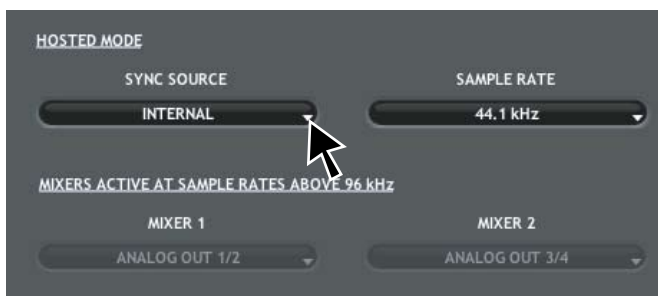 HOSTED MODE
SYNC SOURCE SAMPLE RATE
INTERNAL 44.1 kHz
MIXERS ACTIVE AT SAMPLE RATES ABOVE 96 kHz
MIXER 1 MIXER 2
ANALOG OUT 1/2 ANALOG OUT 3/4